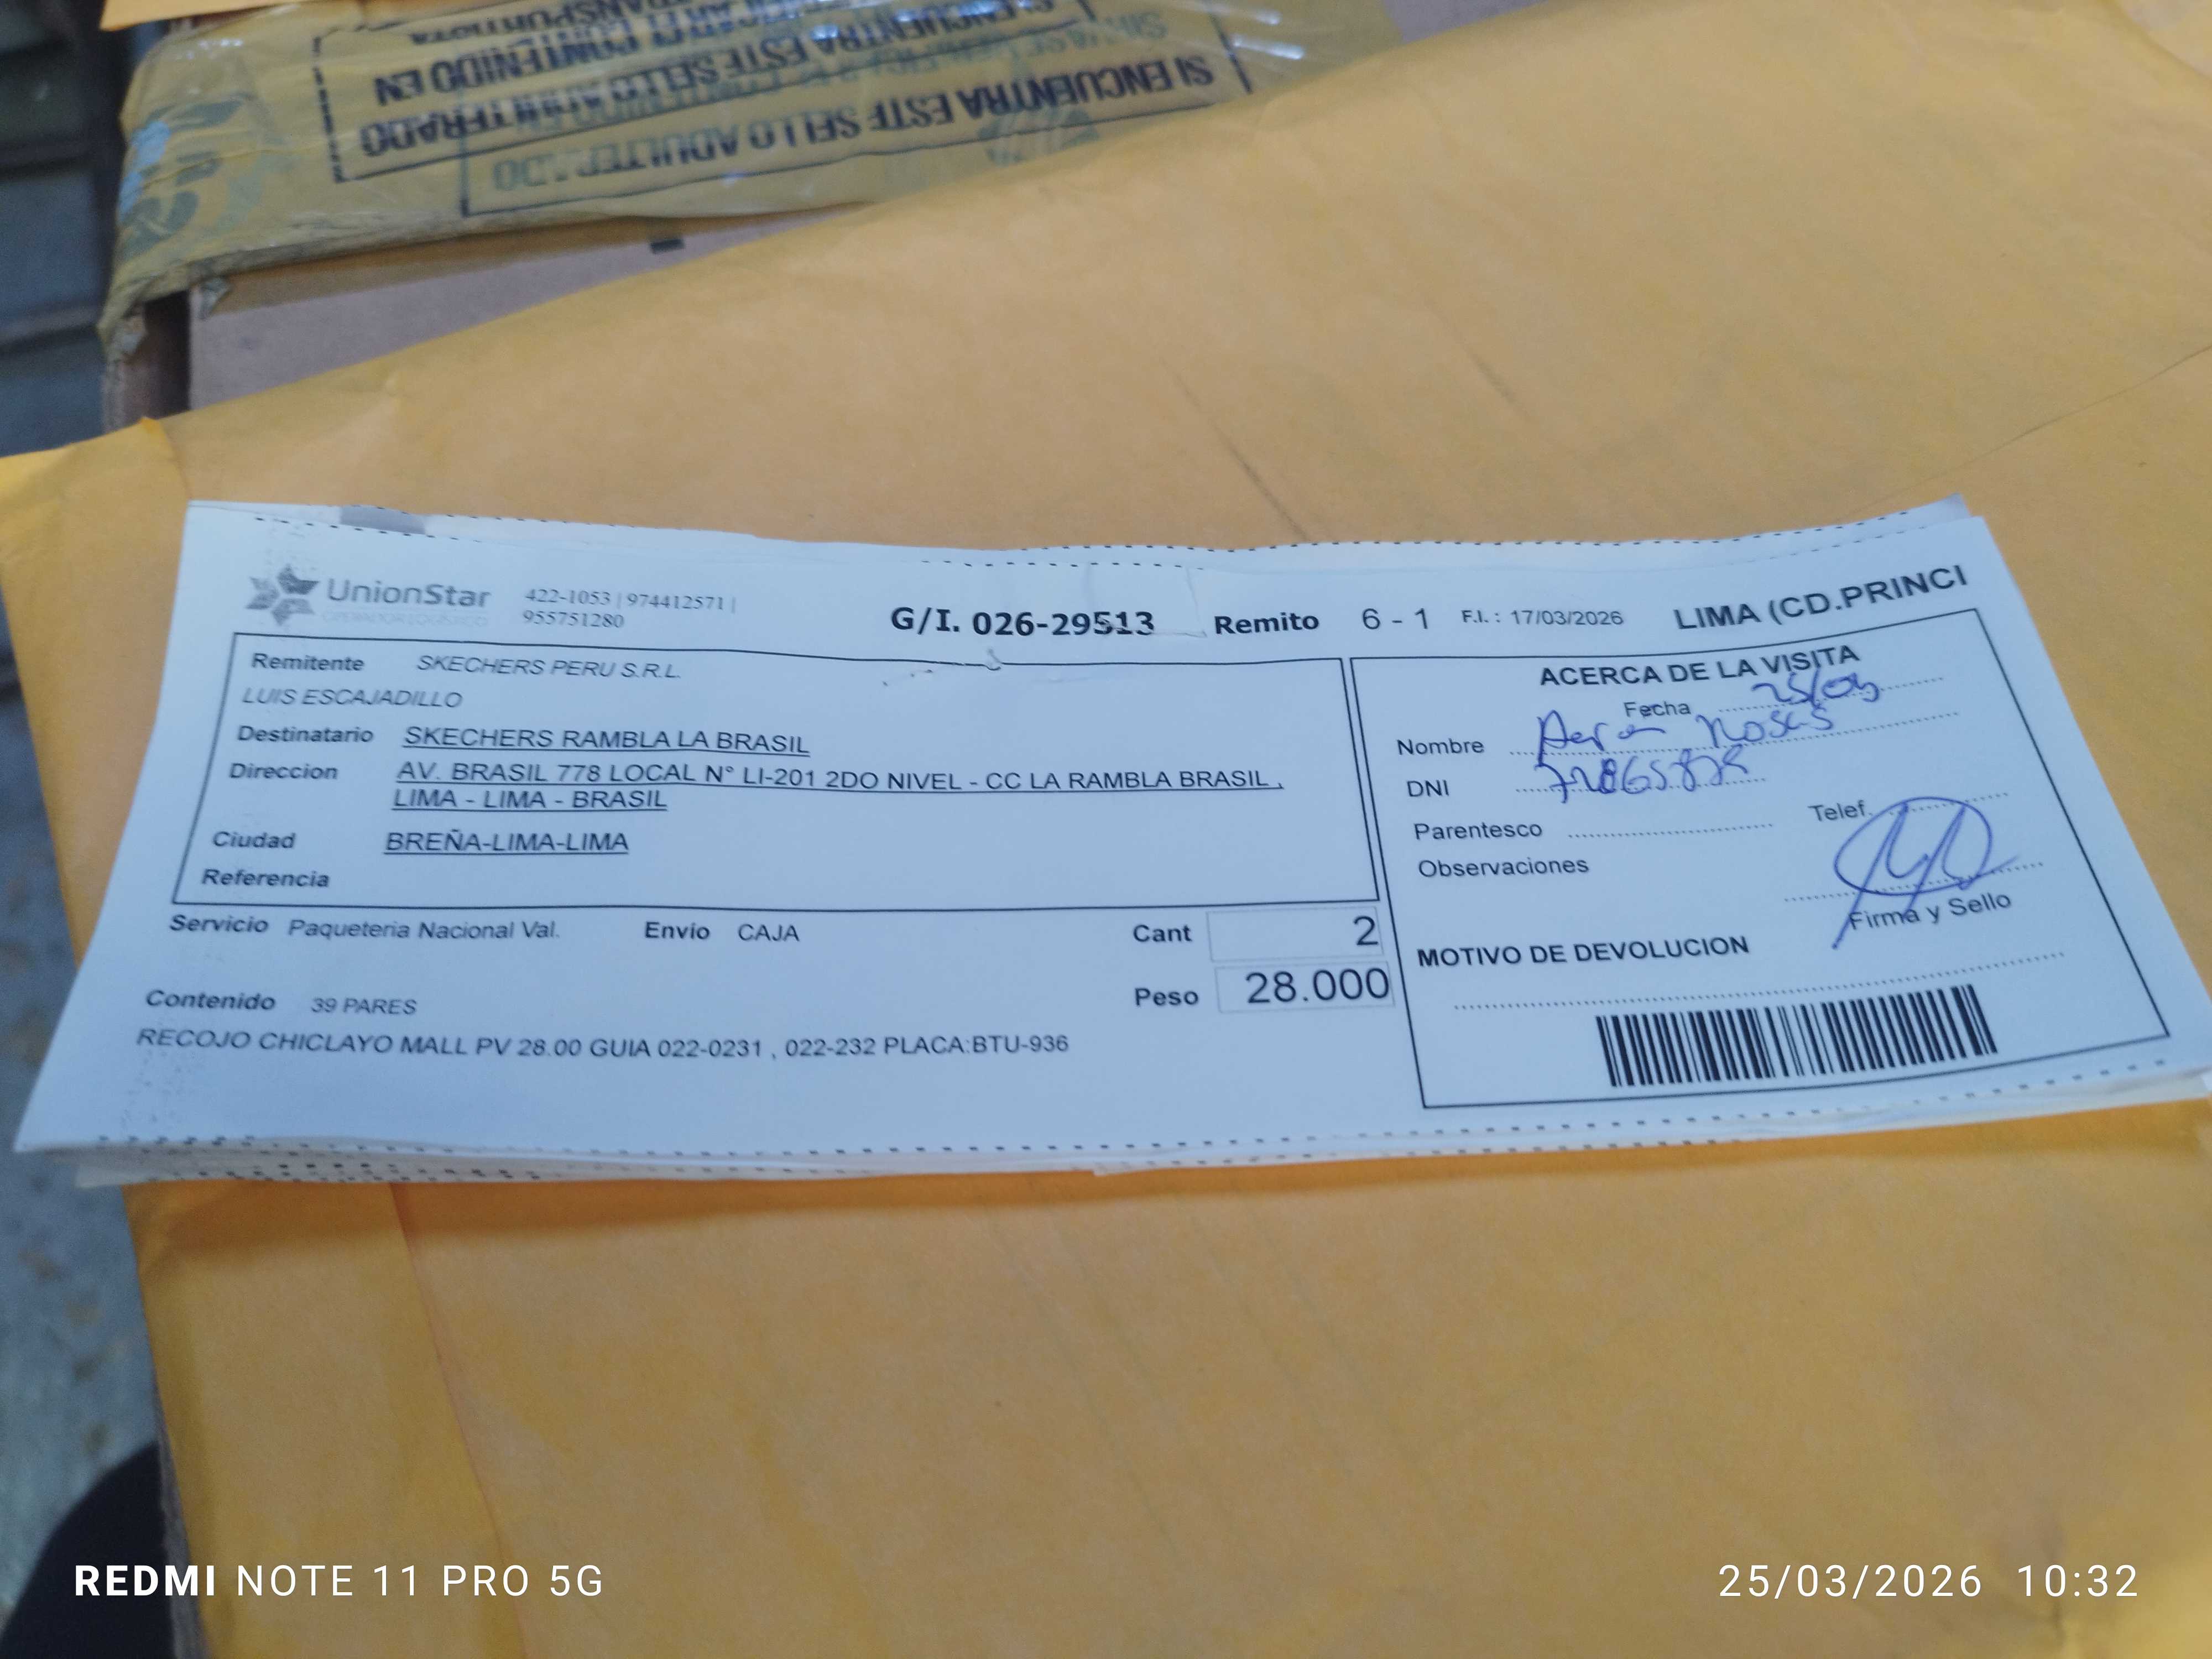 SI ENCUENTRA ESTE SELLO ADULTERADO
UnionStar
OPERADOR LOGISTICO
422-1053 | 974412571 |
955751280
G/I. 026-29513 Remito 6 - 1 F.I. : 17/03/2026 LIMA (CD.PRINCI
Remitente SKECHERS PERU S.R.L.
LUIS ESCAJADILLO
Destinatario SKECHERS RAMBLA LA BRASIL
Direccion AV. BRASIL 778 LOCAL N° LI-201 2DO NIVEL - CC LA RAMBLA BRASIL ,
LIMA - LIMA - BRASIL
Ciudad BREÑA-LIMA-LIMA
Referencia
Servicio Paqueteria Nacional Val. Envio CAJA Cant 2
Peso 28.000
Contenido 39 PARES
RECOJO CHICLAYO MALL PV 28.00 GUIA 022-0231 , 022-232 PLACA:BTU-936
ACERCA DE LA VISITA
Fecha 25/03
Nombre
DNI
Parentesco Telef.
Observaciones
Firma y Sello
MOTIVO DE DEVOLUCION
REDMI NOTE 11 PRO 5G
25/03/2026 10:32